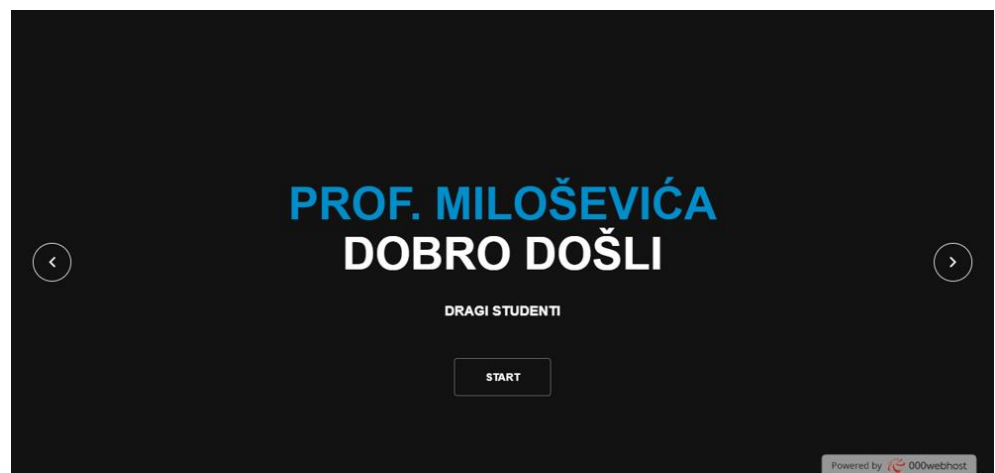 PROF. MILOŠEVIĆA
DOBRO DOŠLI
DRAGI STUDENTI
START
Powered by 000webhost